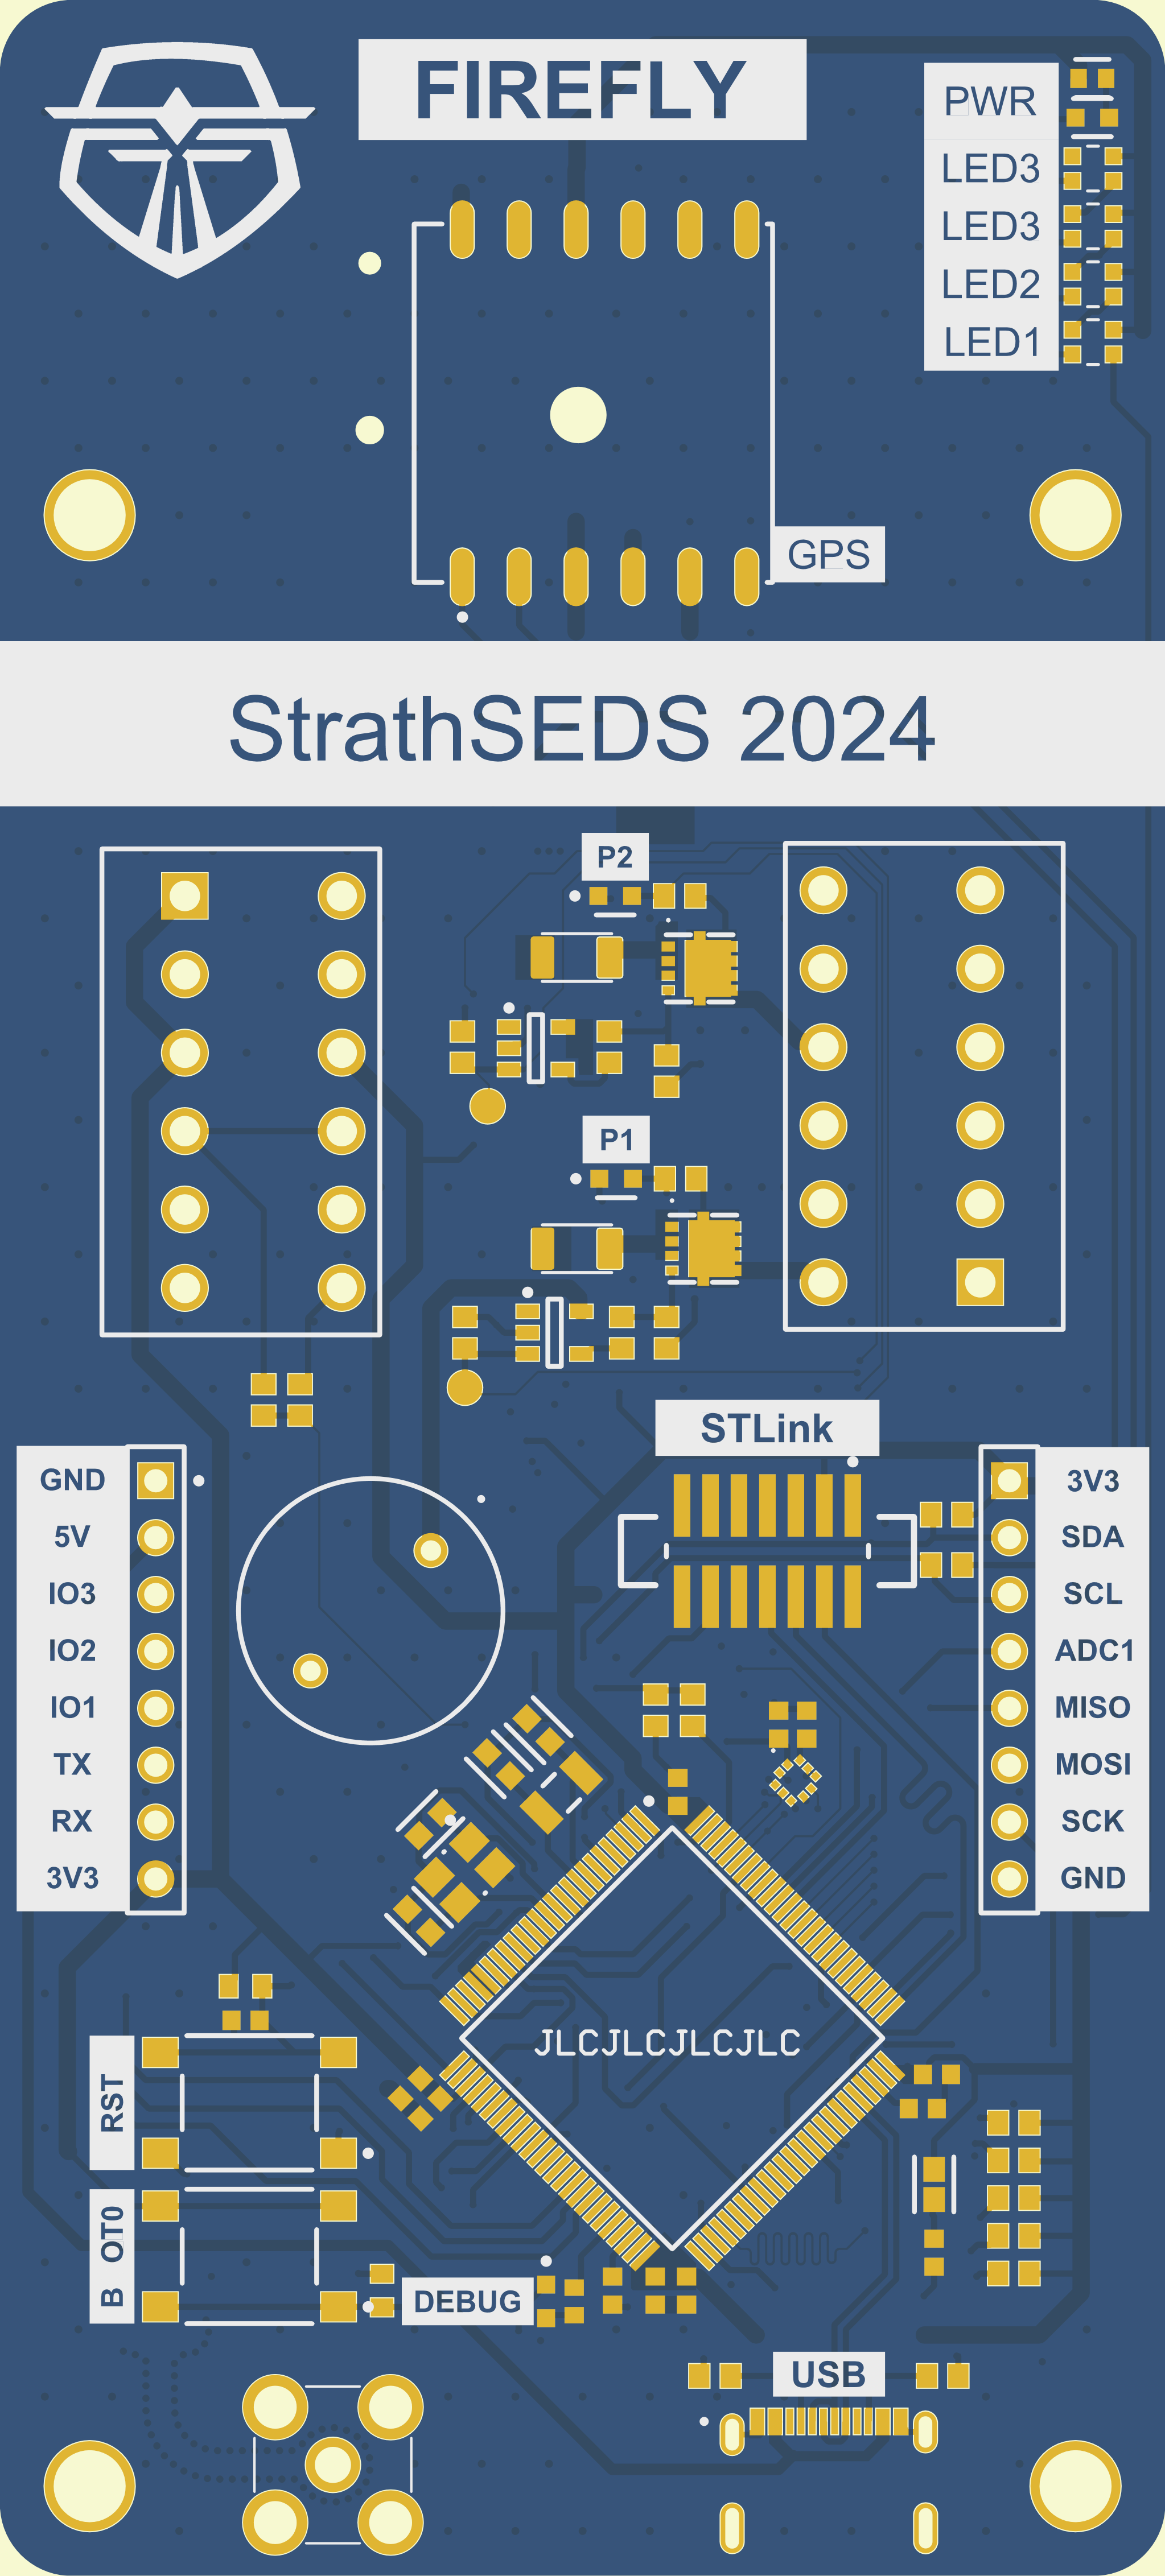 FIREFLY
PWR
LED3
LED3
LED2
LED1
GPS
StrathSEDS 2024
P2
P1
STLink
GND
5V
IO3
IO2
IO1
TX
RX
3V3
3V3
SDA
SCL
ADC1
MISO
MOSI
SCK
GND
JLCJLCJLCJLC
RST
B OT0
DEBUG
USB